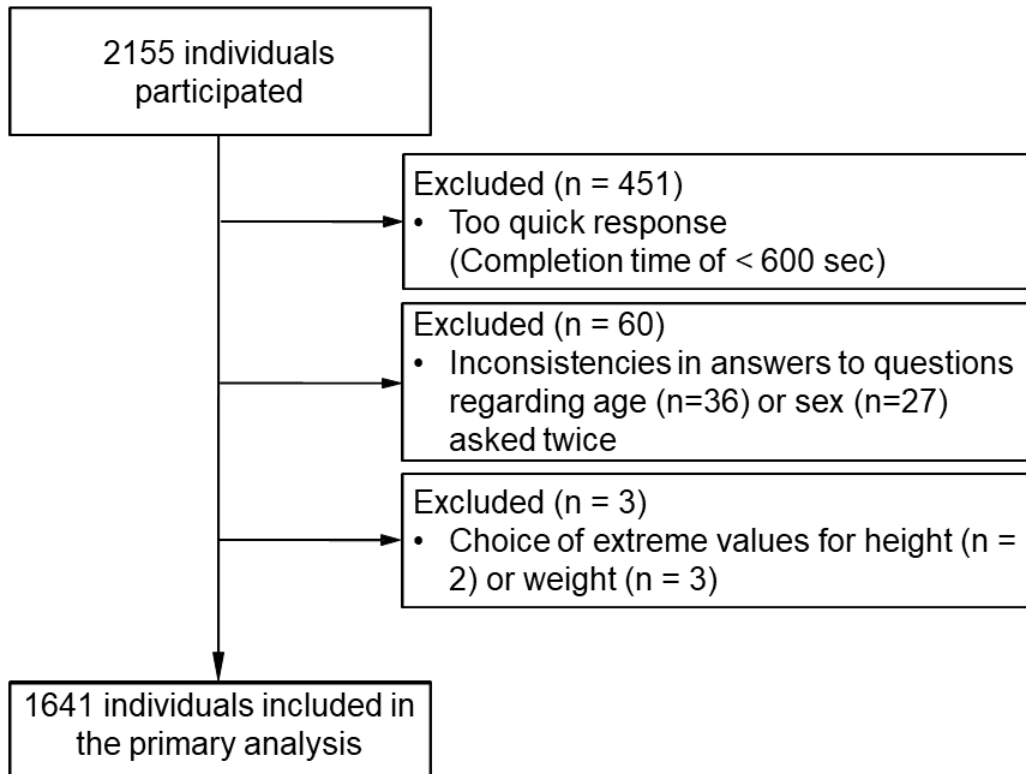 2155 individuals
participated
Excluded (n = 451)
• Too quick response
(Completion time of < 600 sec)
Excluded (n = 60)
• Inconsistencies in answers to questions
regarding age (n=36) or sex (n=27)
asked twice
Excluded (n = 3)
• Choice of extreme values for height (n =
2) or weight (n = 3)
1641 individuals included in
the primary analysis